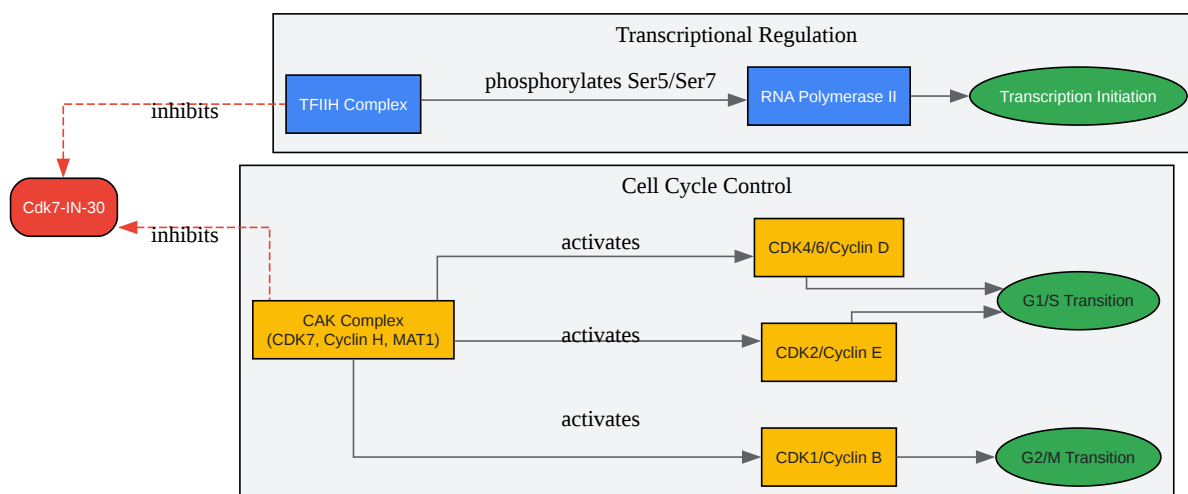 Transcriptional Regulation
TFIIH Complex
phosphorylates Ser5/Ser7
RNA Polymerase II
Transcription Initiation
inhibits
Cdk7-IN-30
inhibits
Cell Cycle Control
activates
CDK4/6/Cyclin D
G1/S Transition
CAK Complex
(CDK7, Cyclin H, MAT1)
activates
CDK2/Cyclin E
activates
CDK1/Cyclin B
G2/M Transition